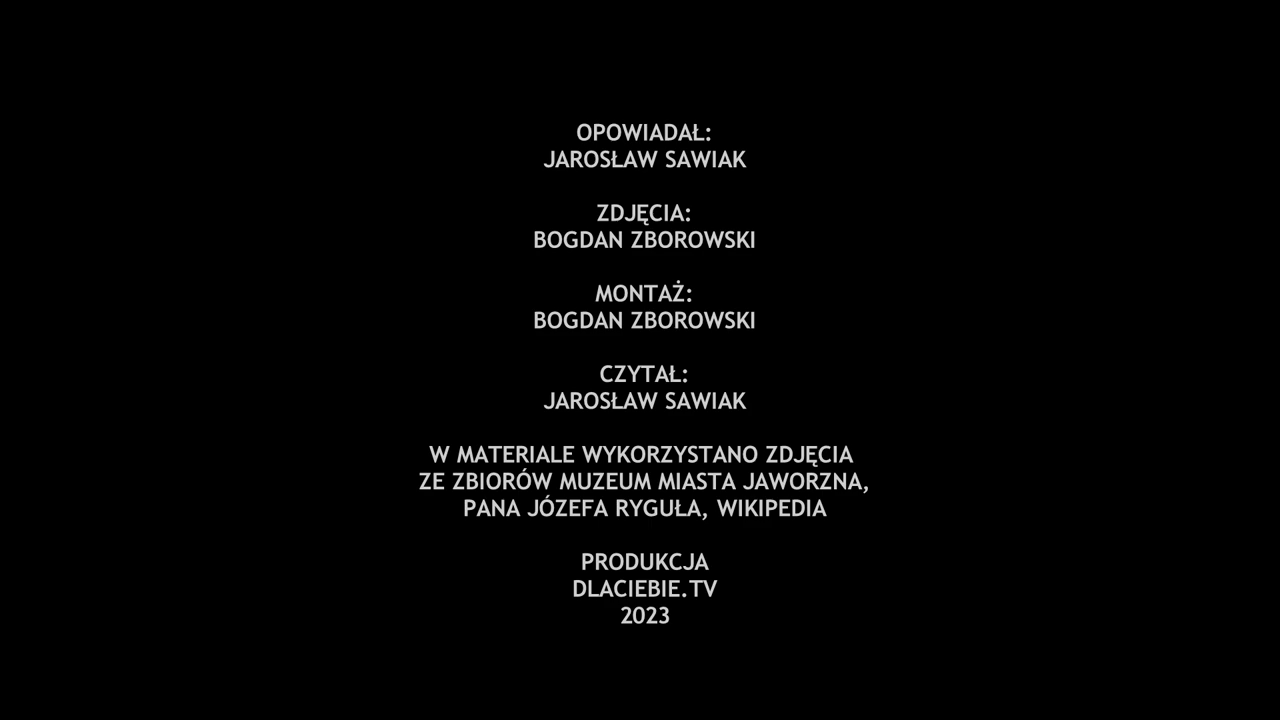 OPOWIADAŁ:
JAROSŁAW SAWIAK
ZDJĘCIA:
BOGDAN ZBOROWSKI
MONTAŻ:
BOGDAN ZBOROWSKI
CZYTAŁ:
JAROSŁAW SAWIAK
W MATERIALE WYKORZYSTANO ZDJĘCIA
ZE ZBIORÓW MUZEUM MIASTA JAWORZNA,
PANA JÓZEFA RYGUŁA, WIKIPEDIA
PRODUKCJA
DLACIEBIE.TV
2023